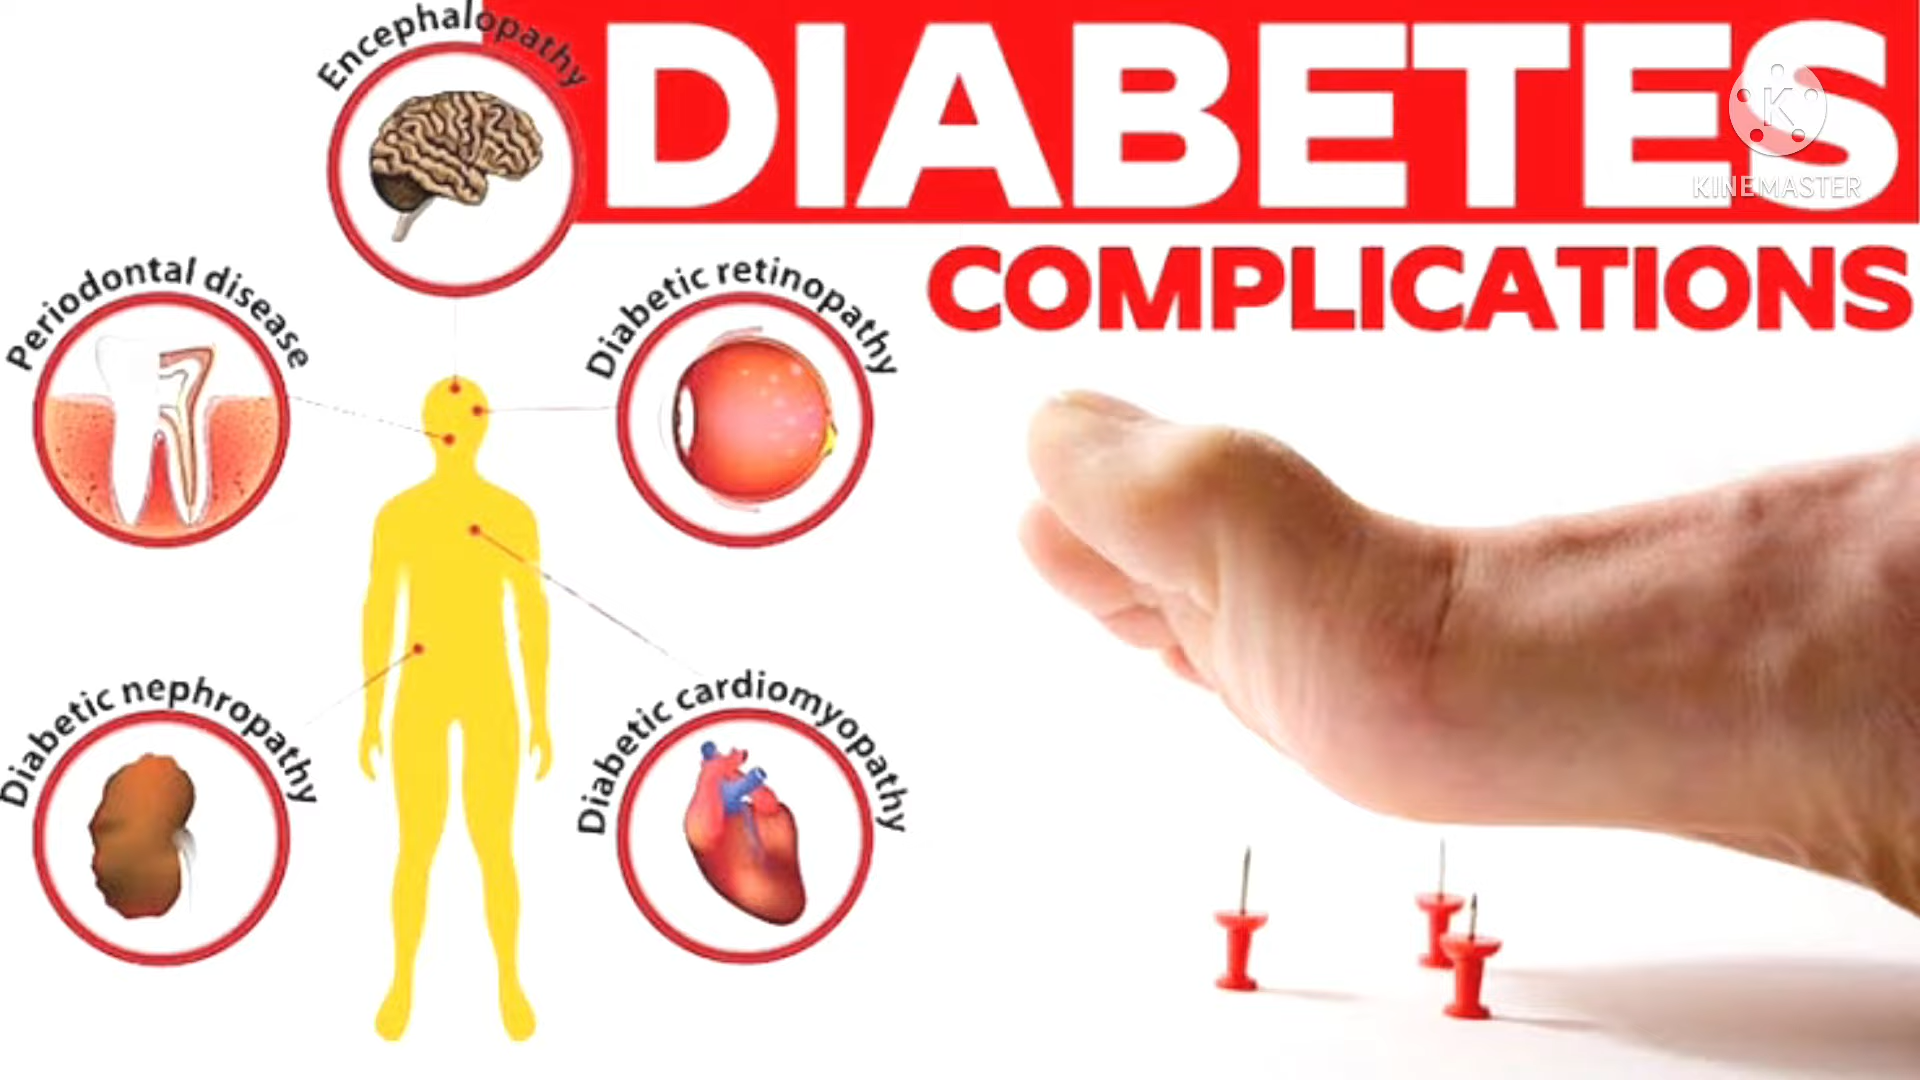 Encephalopathy
DIABETES
K
KINEMASTER
COMPLICATIONS
Periodontal disease
Diabetic retinopathy
Diabetic nephropathy
Diabetic cardiomyopathy